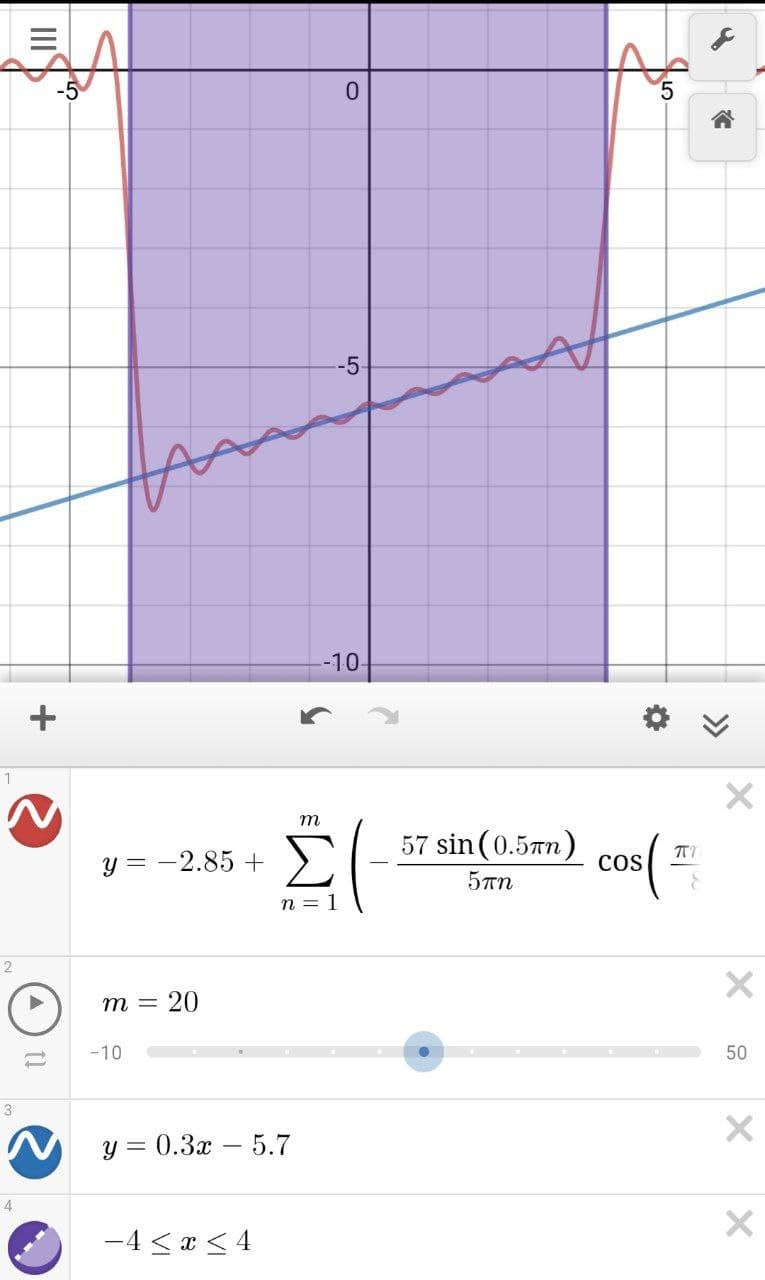 -5 0 5
-5
-10
1
m
y = −2.85 + ∑ (− 57 sin(0.5πn) / 5πn cos( π
n = 1
2
m = 20
−10 50
3
y = 0.3x − 5.7
4
−4 ≤ x ≤ 4